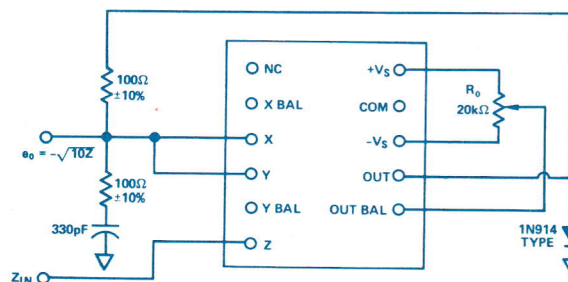 100Ω
±10%
NC
X BAL
X
Y
Y BAL
Z
+VS
COM
-VS
OUT
OUT BAL
R0
20kΩ
e0 = -√10Z
100Ω
±10%
330pF
ZIN
1N914
TYPE